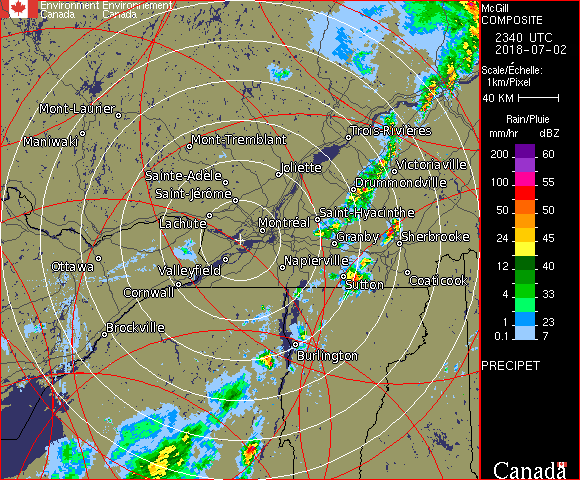 Environment Environnement
Canada Canada
McGill
COMPOSITE
2340 UTC
2018-07-02
Scale/Échelle:
1km/Pixel
40 KM
Rain/Pluie
mm/hr dBZ
200 60
150 57
100 55
50 50
24 45
12 40
4 33
1 23
0.1 7
PRECIPET
Canada
Mont-Laurier
Maniwaki
Mont-Tremblant
Trois-Rivières
Joliette
Victoriaville
Sainte-Adèle
Drummondville
Saint-Jérôme
Saint-Hyacinthe
Lachute
Montréal
Granby
Sherbrooke
Ottawa
Valleyfield
Napierville
Coaticook
Cornwall
Sutton
Brockville
Burlington